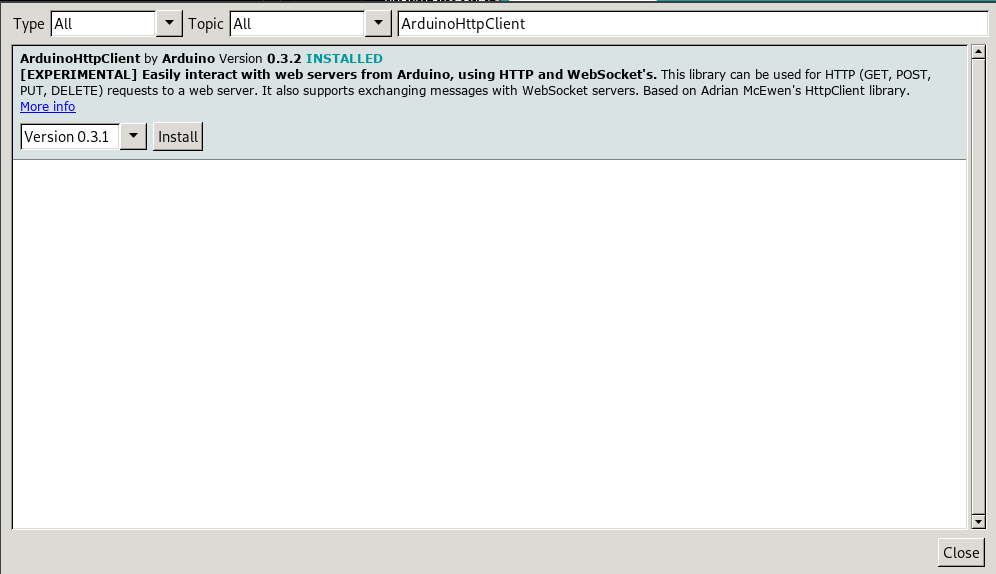 Type All Topic All ArduinoHttpClient
ArduinoHttpClient by Arduino Version 0.3.2 INSTALLED
[EXPERIMENTAL] Easily interact with web servers from Arduino, using HTTP and WebSocket's. This library can be used for HTTP (GET, POST,
PUT, DELETE) requests to a web server. It also supports exchanging messages with WebSocket servers. Based on Adrian McEwen's HttpClient library.
More info
Version 0.3.1 Install
Close